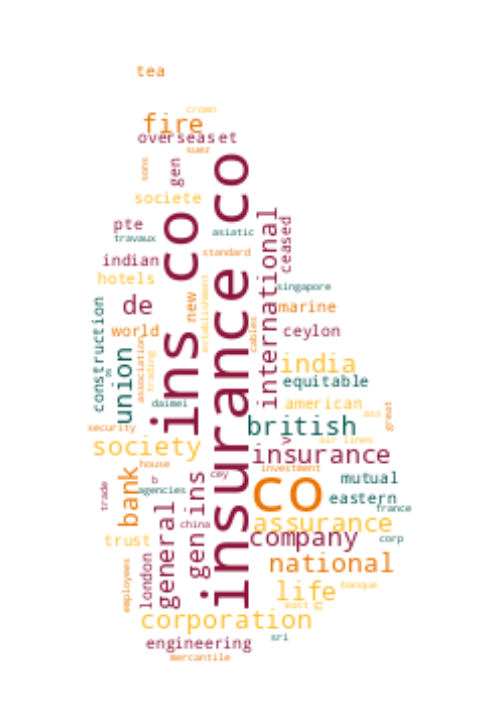 tea
crown
fire
overseaset
suez
sons
gen
insurance co
ins co
societe
pte
travaux
asiatic
international
ceased
indian
standard
hotels
singapore
establishment
de
new
marine
construction
world
cables
ceylon
association
trading
union
india
equitable
daimei
american
great
ass
security
british
v
air lines
society
insurance
house
investment
bank
b
cey
mutual
agencies
co
trade
gen ins
eastern
france
general
china
assurance
trust
company
corp
london
national
employees
life
banque
east
corporation
sri
engineering
mercantile